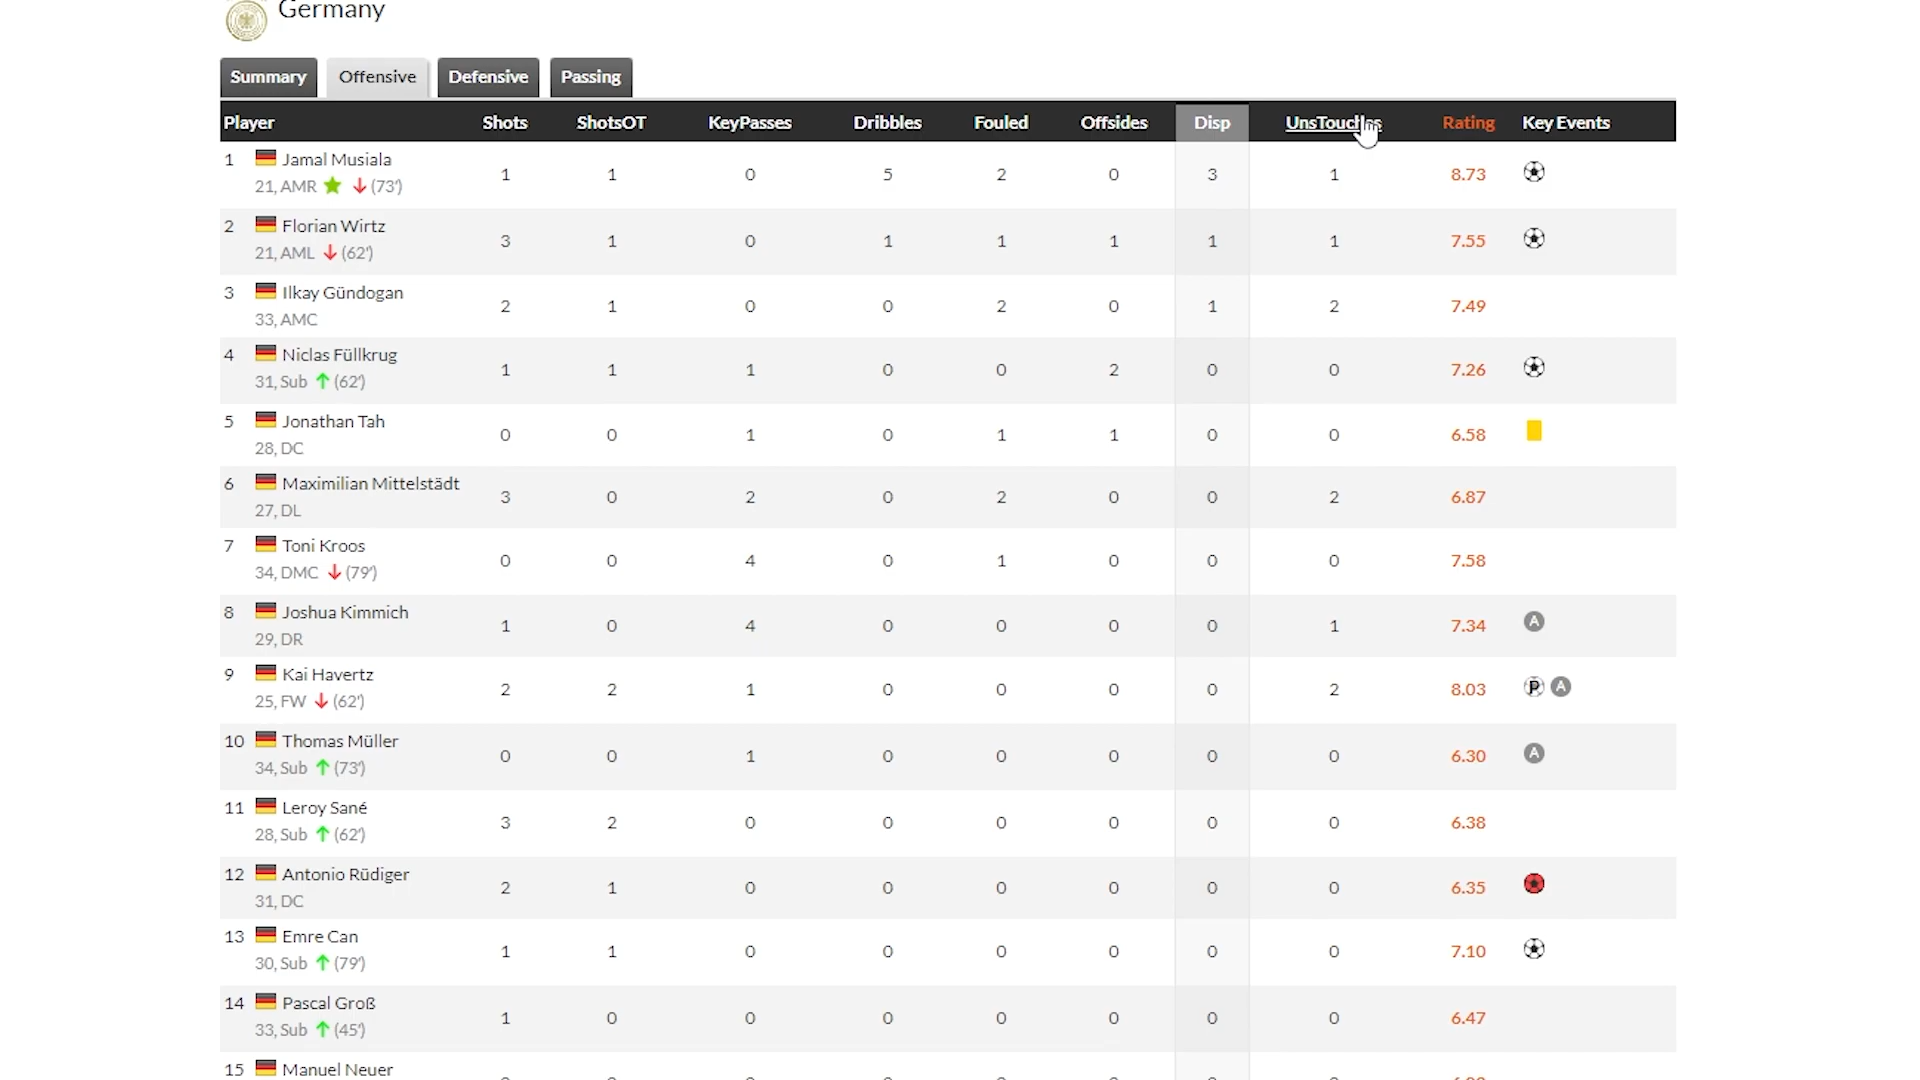 Germany
Summary Offensive Defensive Passing
Player Shots ShotsOT KeyPasses Dribbles Fouled Offsides Disp UnsTouches Rating Key Events
1 Jamal Musiala
21, AMR (73') 1 1 0 5 2 0 3 1 8.73
2 Florian Wirtz
21, AML (62') 3 1 0 1 1 1 1 1 7.55
3 Ilkay Gündogan
33, AMC 2 1 0 0 2 0 1 2 7.49
4 Niclas Füllkrug
31, Sub (62') 1 1 1 0 0 2 0 0 7.26
5 Jonathan Tah
28, DC 0 0 1 0 1 1 0 0 6.58
6 Maximilian Mittelstädt
27, DL 3 0 2 0 2 0 0 2 6.87
7 Toni Kroos
34, DMC (79') 0 0 4 0 1 0 0 0 7.58
8 Joshua Kimmich
29, DR 1 0 4 0 0 0 0 1 7.34 A
9 Kai Havertz
25, FW (62') 2 2 1 0 0 0 0 2 8.03 P A
10 Thomas Müller
34, Sub (73') 0 0 1 0 0 0 0 0 6.30 A
11 Leroy Sané
28, Sub (62') 3 2 0 0 0 0 0 0 6.38
12 Antonio Rüdiger
31, DC 2 1 0 0 0 0 0 0 6.35
13 Emre Can
30, Sub (79') 1 1 0 0 0 0 0 0 7.10
14 Pascal Groß
33, Sub (45') 1 0 0 0 0 0 0 0 6.47
15 Manuel Neuer